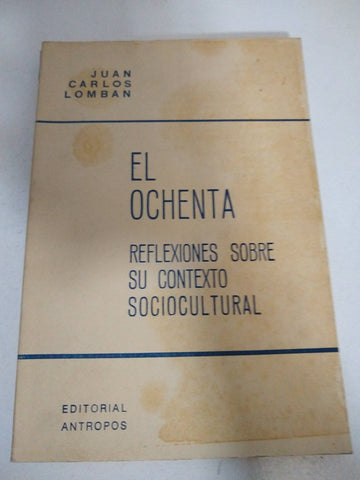 JUAN
CARLOS
LOMBAN
EL
OCHENTA
REFLEXIONES SOBRE
SU CONTEXTO
SOCIOCULTURAL
EDITORIAL
ANTROPOS